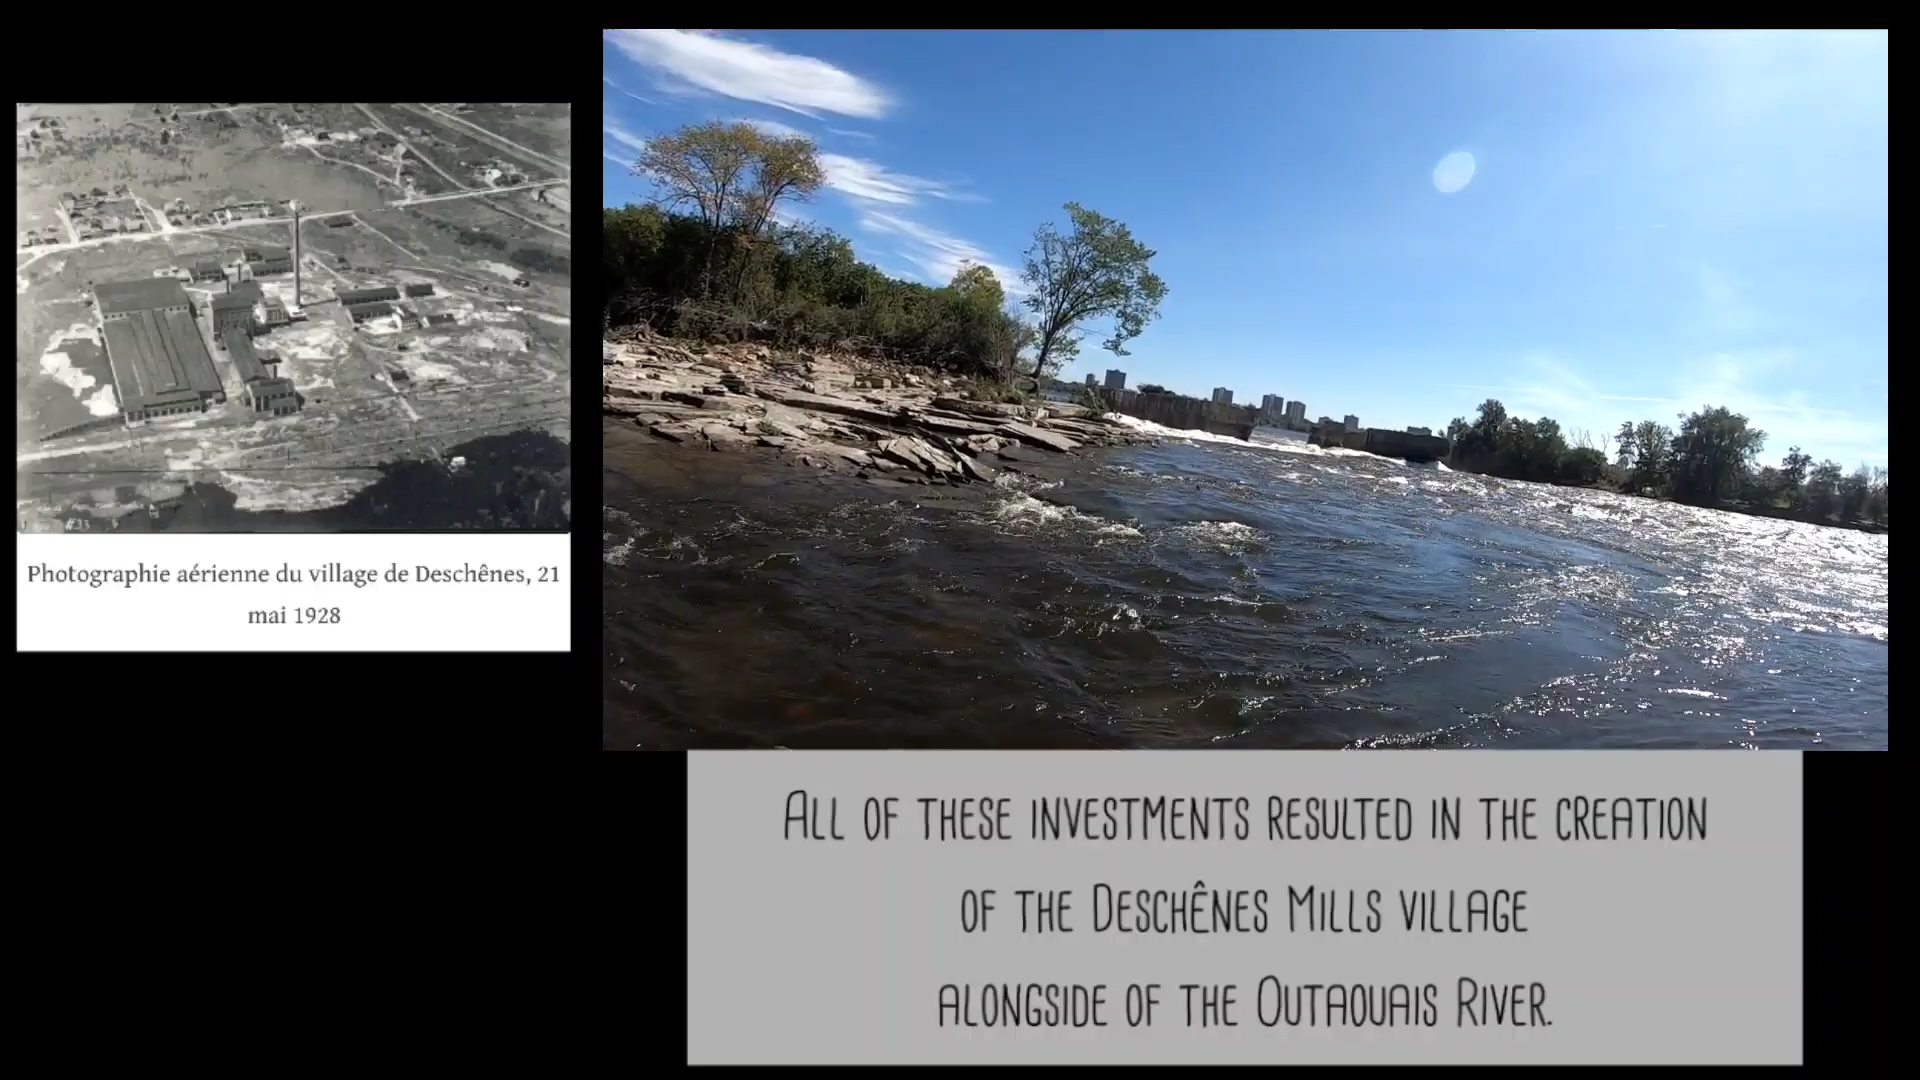 Photographie aérienne du village de Deschênes, 21
mai 1928
All of these investments resulted in the creation
of the Deschênes Mills village
alongside of the Outaouais River.